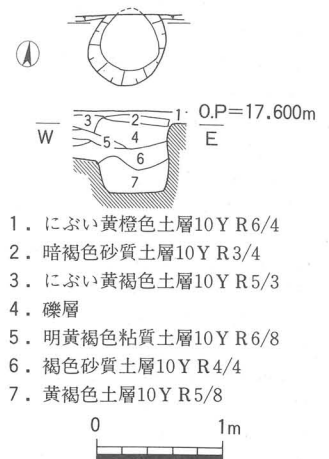 O.P=17.600m
W
E
1
3
2
4
5
6
7
1．にぶい黄橙色土層10ＹＲ6/4
2．暗褐色砂質土層10ＹＲ3/4
3．にぶい黄褐色土層10ＹＲ5/3
4．礫層
5．明黄褐色粘質土層10ＹＲ6/8
6．褐色砂質土層10ＹＲ4/4
7．黄褐色土層10ＹＲ5/8
0 1m